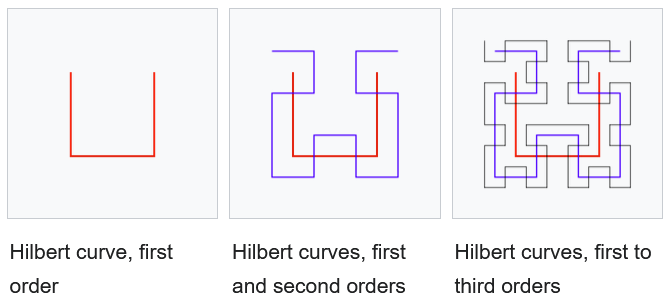 Hilbert curve, first
order
Hilbert curves, first
and second orders
Hilbert curves, first to
third orders